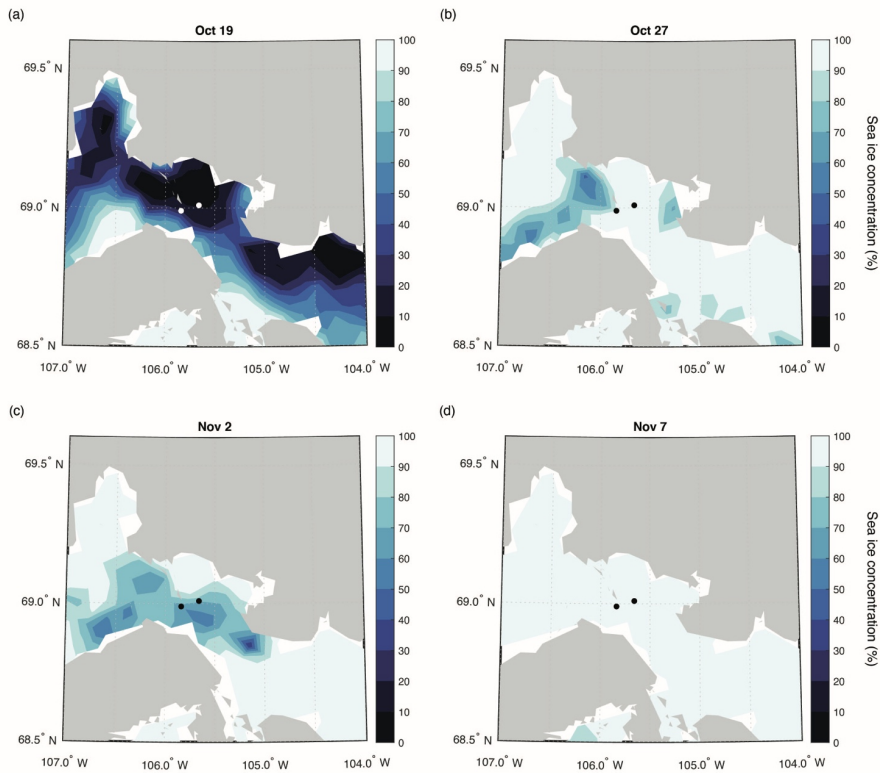 (a)
Oct 19
69.5° N
69.0° N
68.5° N
107.0° W
106.0° W
105.0° W
104.0° W
100
90
80
70
60
50
40
30
20
10
0
(b)
Oct 27
69.5° N
69.0° N
68.5° N
107.0° W
106.0° W
105.0° W
104.0° W
100
90
80
70
60
50
40
30
20
10
0
Sea ice concentration (%)
(c)
Nov 2
69.5° N
69.0° N
68.5° N
107.0° W
106.0° W
105.0° W
104.0° W
100
90
80
70
60
50
40
30
20
10
0
(d)
Nov 7
69.5° N
69.0° N
68.5° N
107.0° W
106.0° W
105.0° W
104.0° W
100
90
80
70
60
50
40
30
20
10
0
Sea ice concentration (%)